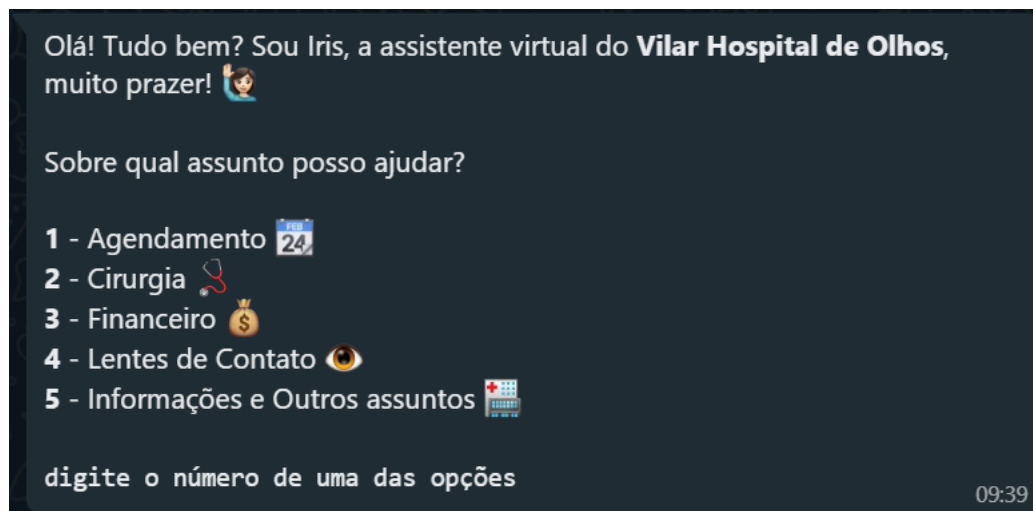 Olá! Tudo bem? Sou Iris, a assistente virtual do Vilar Hospital de Olhos,
muito prazer! 🙋🏻‍♀️
Sobre qual assunto posso ajudar?
1 - Agendamento 📆
2 - Cirurgia 🩺
3 - Financeiro 💰
4 - Lentes de Contato 👁️
5 - Informações e Outros assuntos 🏥
digite o número de uma das opções
09:39